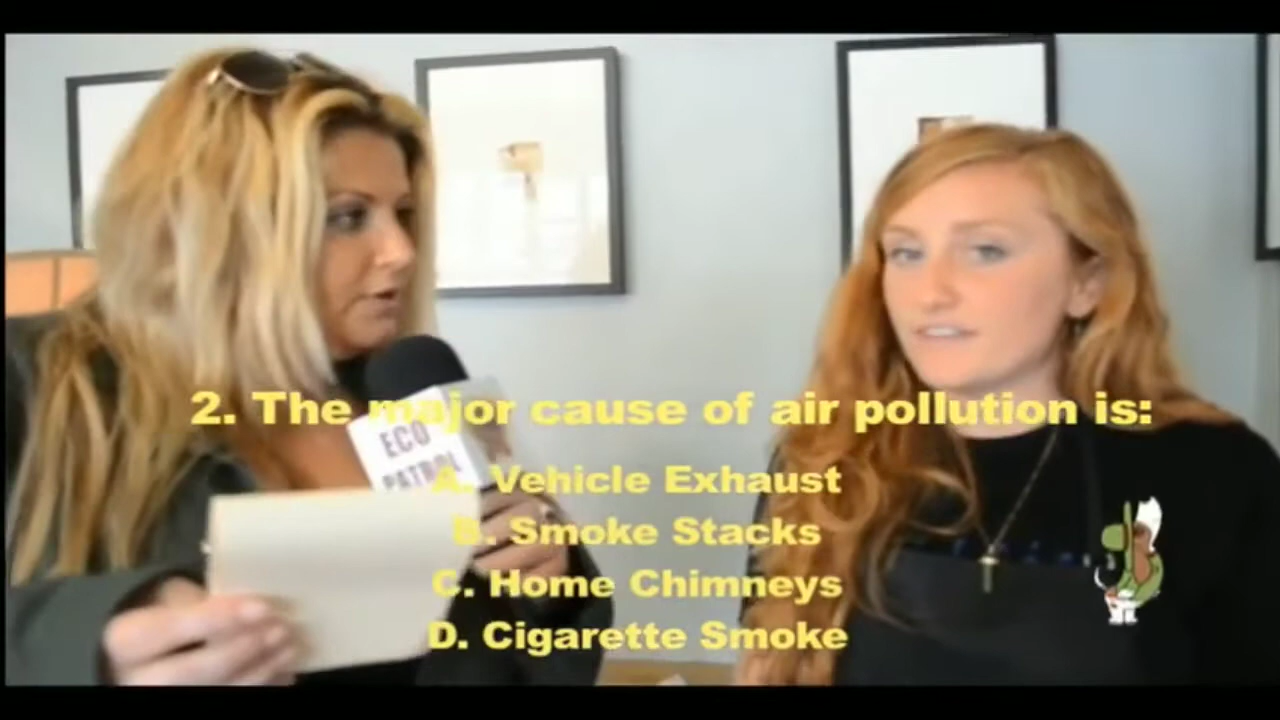 2. The major cause of air pollution is:
ECO
PATROL
A. Vehicle Exhaust
B. Smoke Stacks
C. Home Chimneys
D. Cigarette Smoke